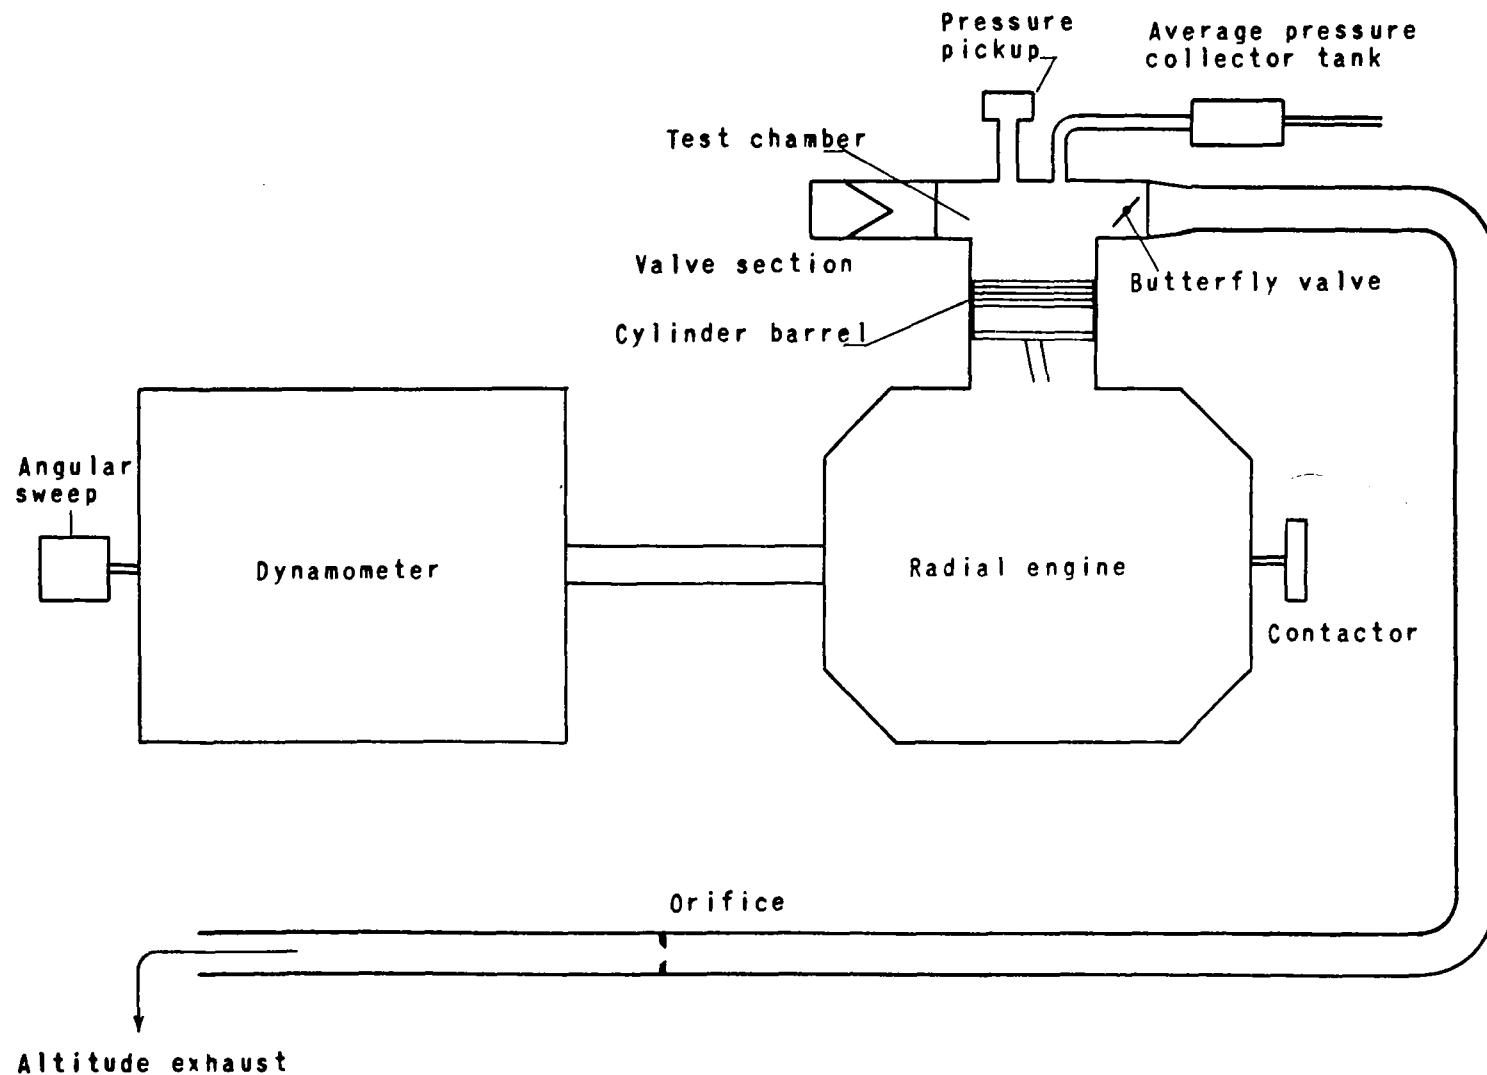 Pressure
pickup
Average pressure
collector tank
Test chamber
Valve section
Butterfly valve
Cylinder barrel
Angular
sweep
Dynamometer
Radial engine
Contactor
Orifice
Altitude exhaust